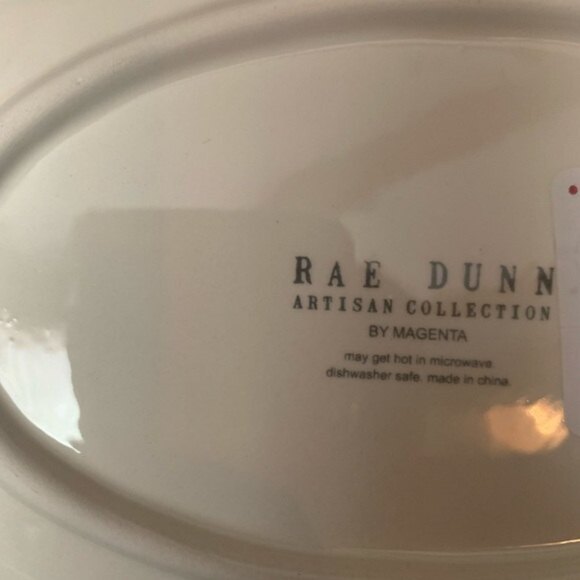 RAE DUNN
ARTISAN COLLECTION
BY MAGENTA
may get hot in microwave
dishwasher safe. made in china.